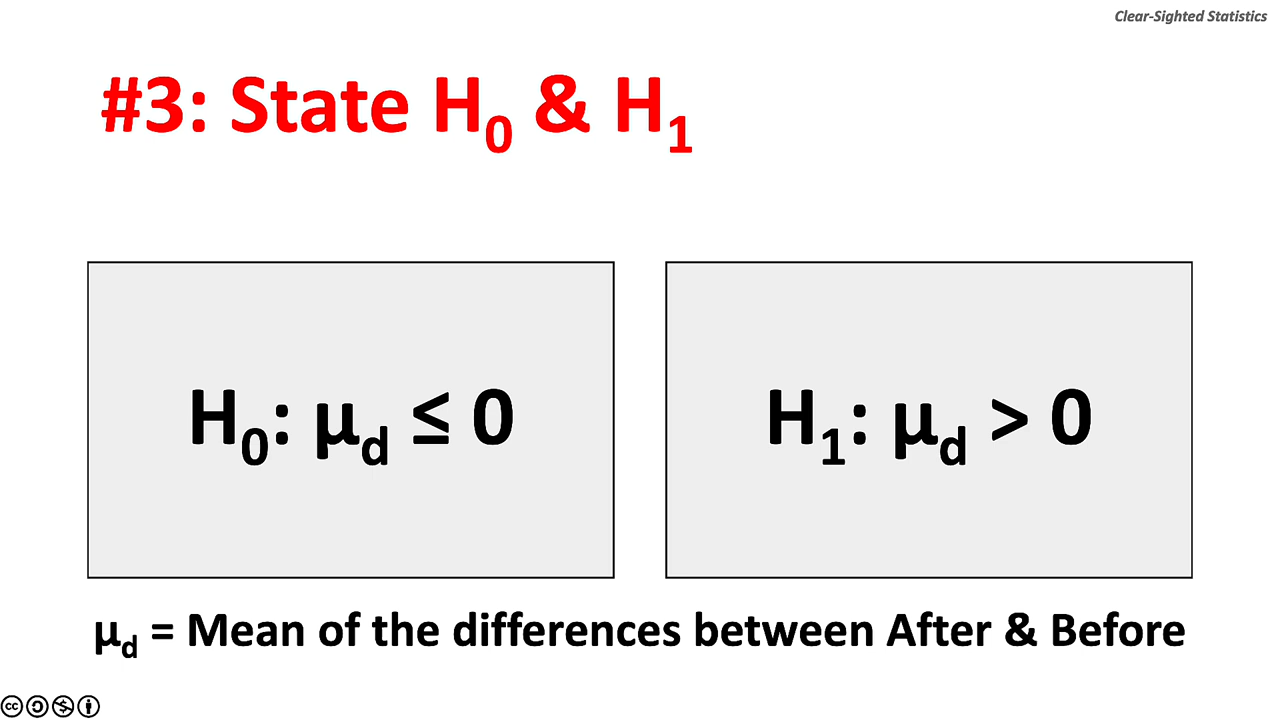 Clear-Sighted Statistics
#3: State H₀ & H₁
H₀: μd ≤ 0
H₁: μd > 0
μd = Mean of the differences between After & Before